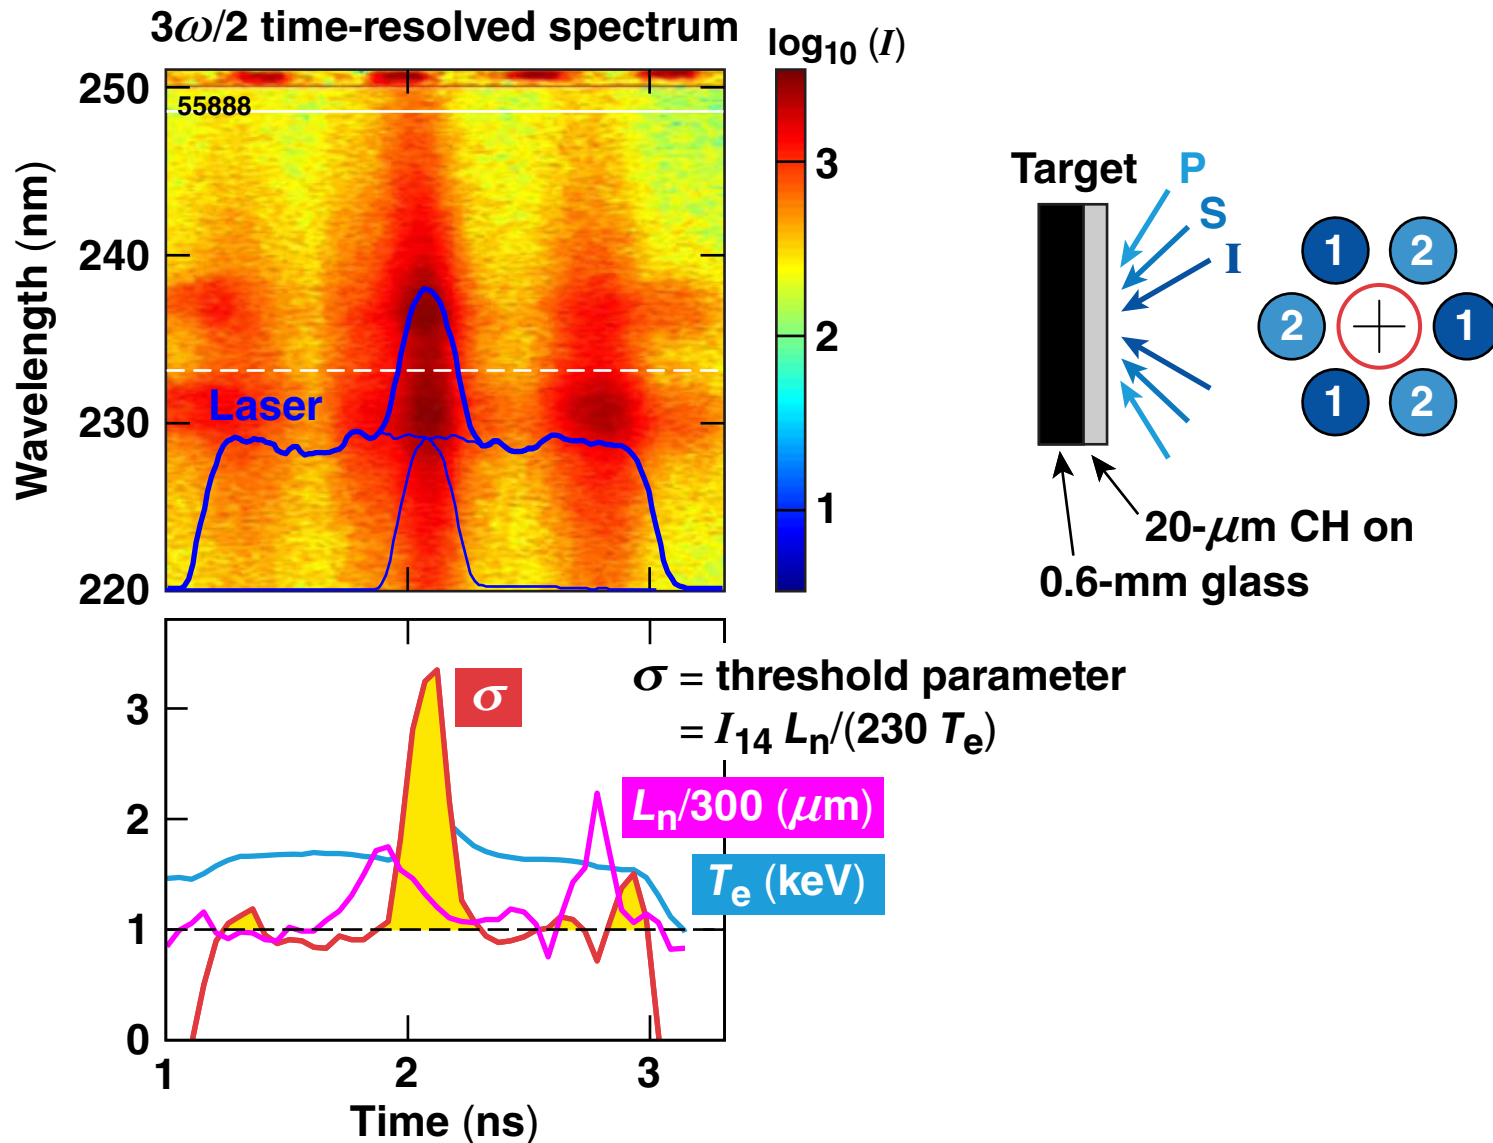 3ω/2 time-resolved spectrum
log₁₀ (I)
Wavelength (nm)
250
240
230
220
55888
Laser
3
2
1
Target
P
S
I
1
2
2
1
1
2
20-μm CH on
0.6-mm glass
3
2
1
0
σ
σ = threshold parameter
= I₁₄ Lₙ/(230 Tₑ)
Lₙ/300 (μm)
Tₑ (keV)
1
2
3
Time (ns)